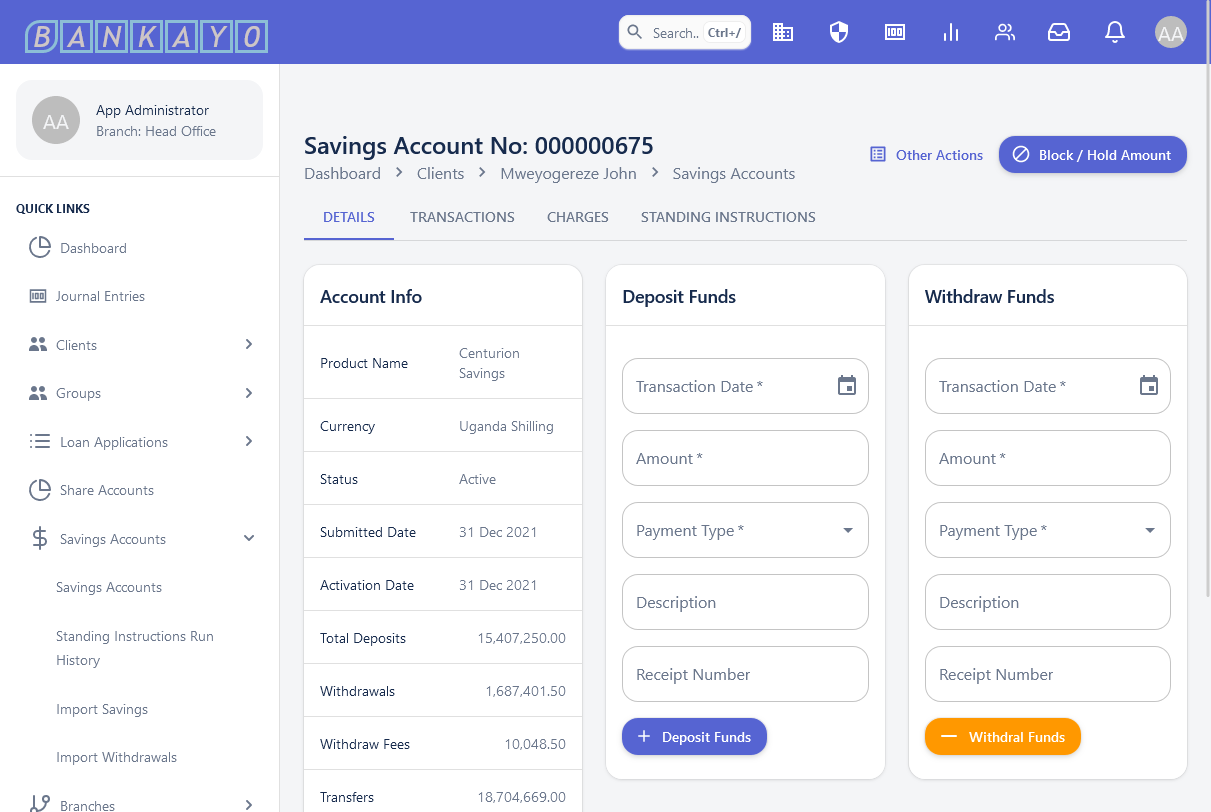 BANKAYO
Search.. Ctrl+/
AA
AA
App Administrator
Branch: Head Office
QUICK LINKS
Dashboard
Journal Entries
Clients
Groups
Loan Applications
Share Accounts
Savings Accounts
Savings Accounts
Standing Instructions Run
History
Import Savings
Import Withdrawals
Branches
Savings Account No: 000000675
Dashboard > Clients > Mweyogereze John > Savings Accounts
Other Actions
Block / Hold Amount
DETAILS TRANSACTIONS CHARGES STANDING INSTRUCTIONS
Account Info
Product Name Centurion
Savings
Currency Uganda Shilling
Status Active
Submitted Date 31 Dec 2021
Activation Date 31 Dec 2021
Total Deposits 15,407,250.00
Withdrawals 1,687,401.50
Withdraw Fees 10,048.50
Transfers 18,704,669.00
Deposit Funds
Transaction Date *
Amount *
Payment Type *
Description
Receipt Number
Deposit Funds
Withdraw Funds
Transaction Date *
Amount *
Payment Type *
Description
Receipt Number
Withdral Funds